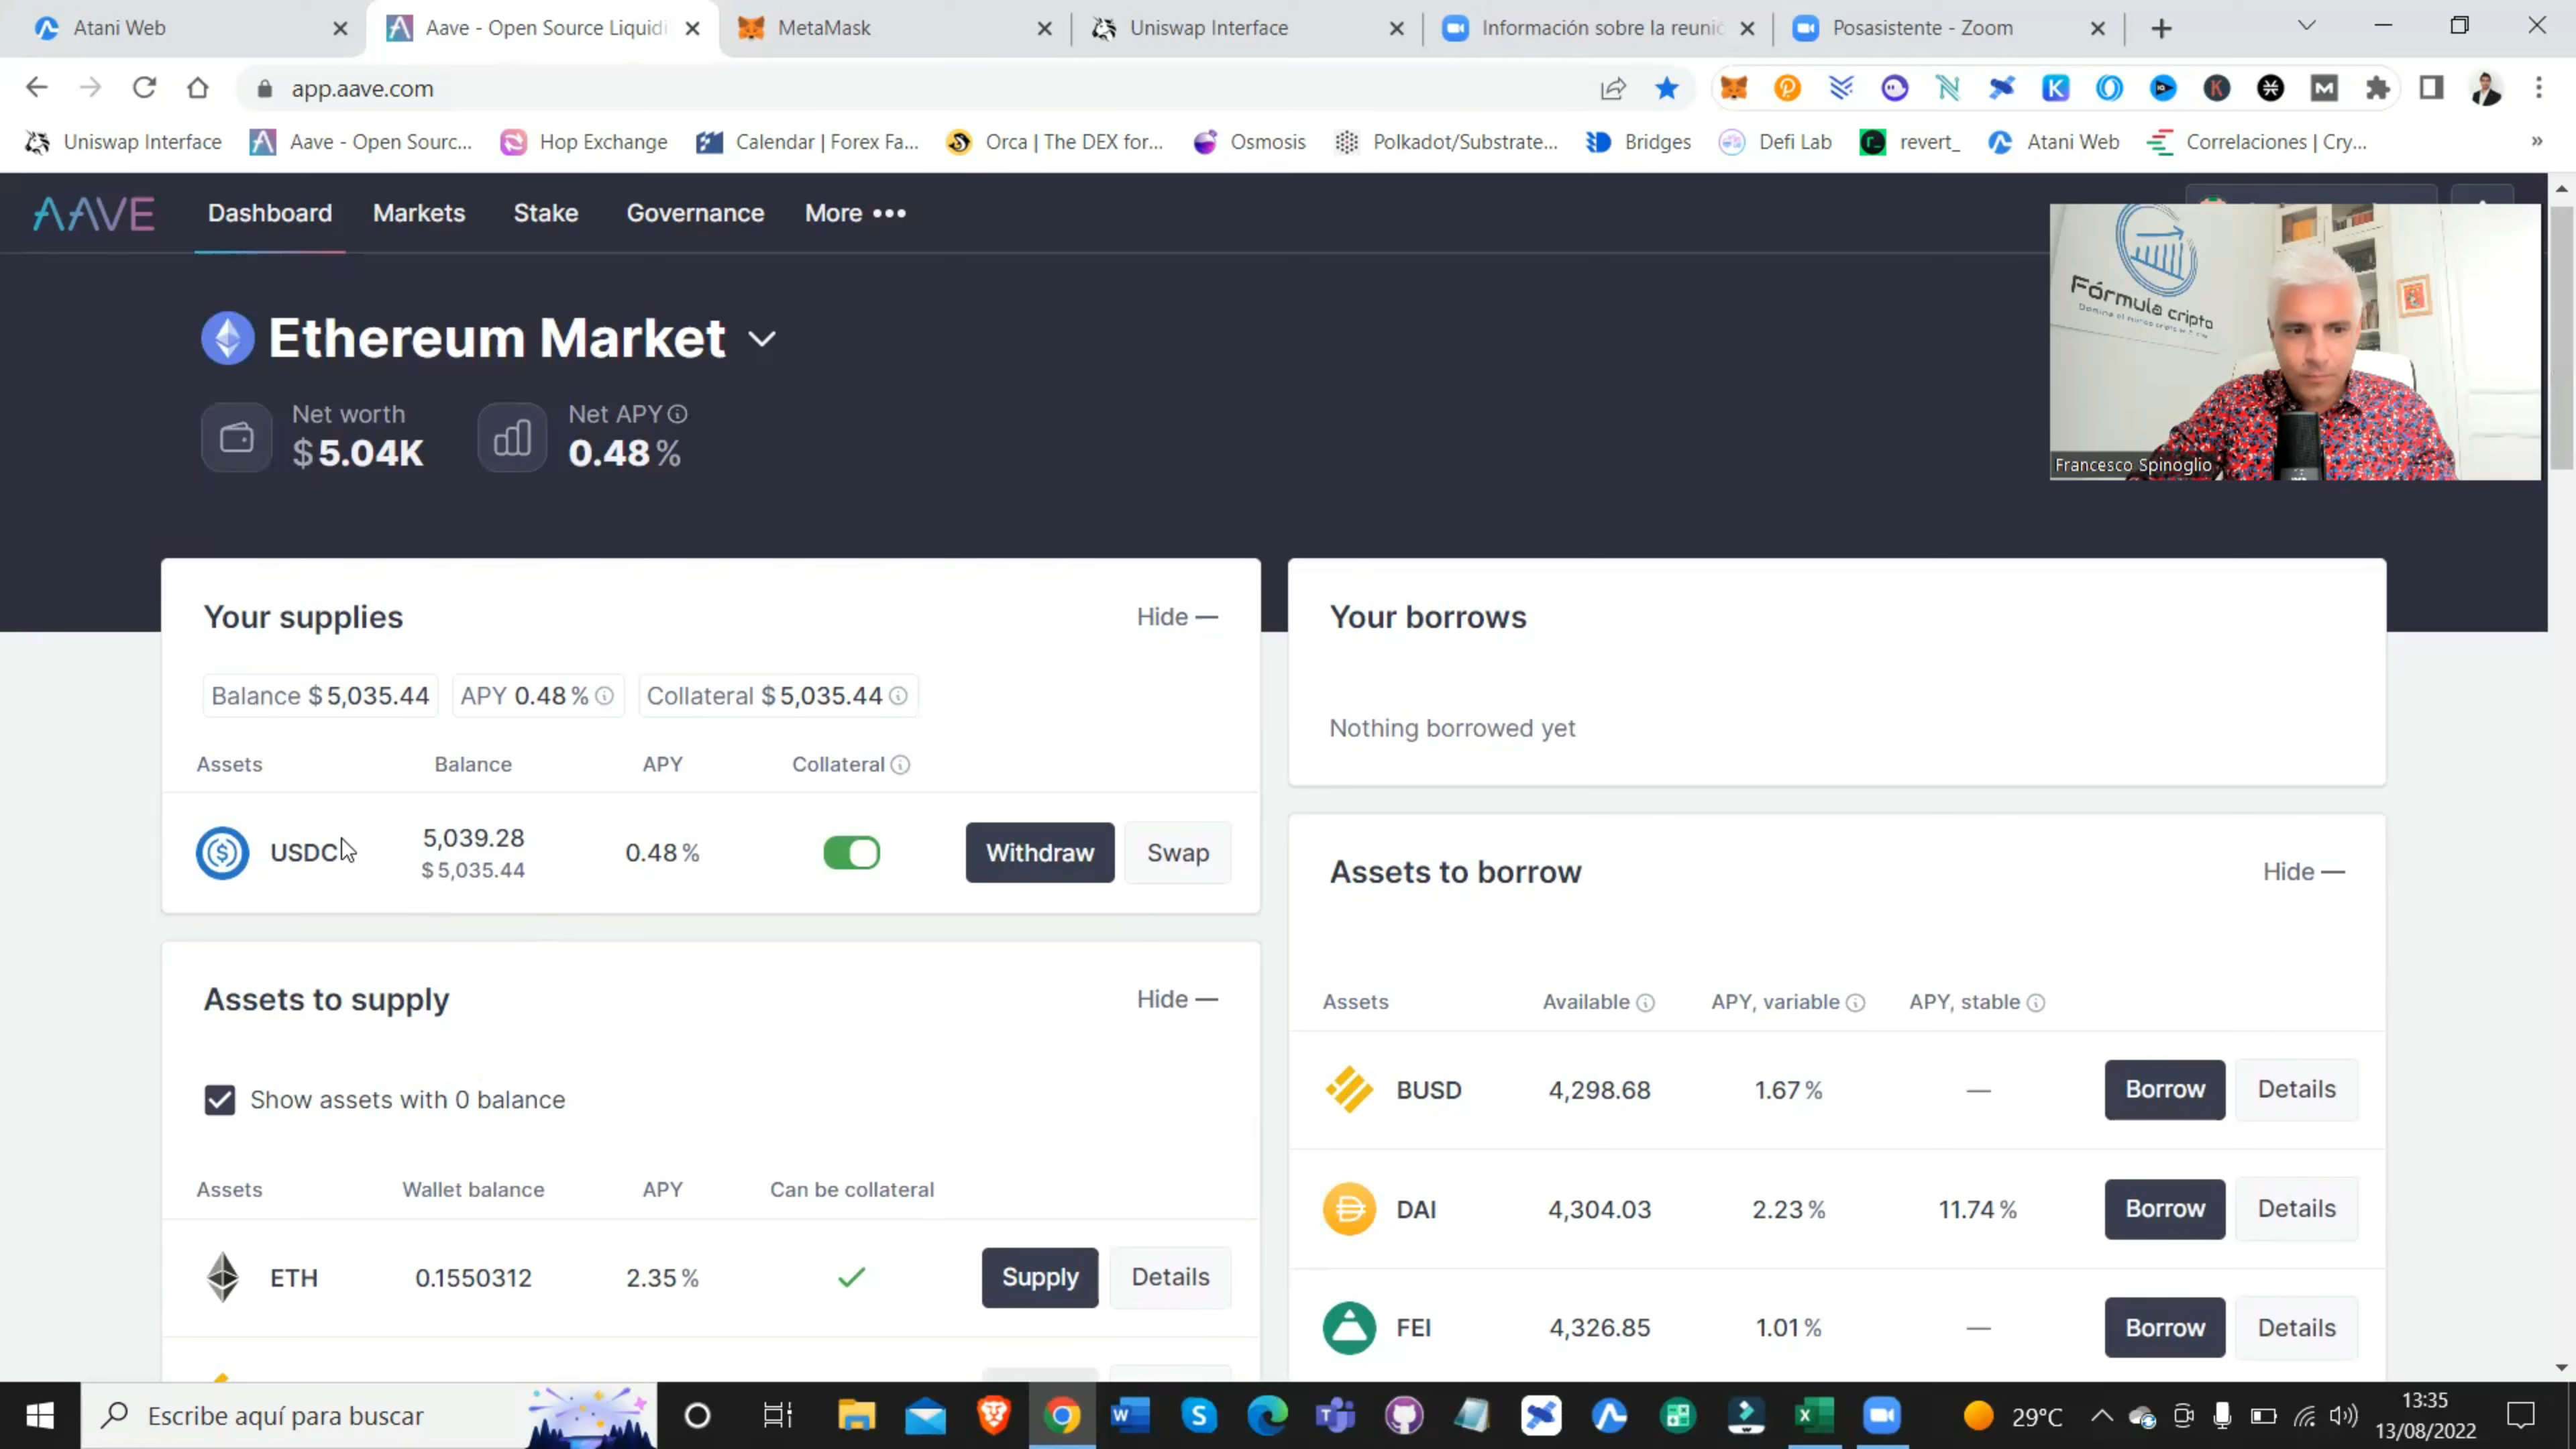 Atani Web
Aave - Open Source Liquidi
MetaMask
Uniswap Interface
Información sobre la reunió
Posasistente - Zoom
app.aave.com
Uniswap Interface
Aave - Open Sourc...
Hop Exchange
Calendar | Forex Fa...
Orca | The DEX for...
Osmosis
Polkadot/Substrate...
Bridges
Defi Lab
revert_
Atani Web
Correlaciones | Cry...
»
AAVE
Dashboard
Markets
Stake
Governance
More •••
Fórmula cripto
Francesco Spinoglio
Ethereum Market
Net worth
$ 5.04K
Net APY
0.48 %
Your supplies
Hide —
Balance $ 5,035.44
APY 0.48 %
Collateral $ 5,035.44
Assets
Balance
APY
Collateral
USDC
5,039.28
$ 5,035.44
0.48 %
Withdraw
Swap
Assets to supply
Hide —
Show assets with 0 balance
Assets
Wallet balance
APY
Can be collateral
ETH
0.1550312
2.35 %
Supply
Details
Your borrows
Nothing borrowed yet
Assets to borrow
Hide —
Assets
Available
APY, variable
APY, stable
BUSD
4,298.68
1.67 %
—
Borrow
Details
DAI
4,304.03
2.23 %
11.74 %
Borrow
Details
FEI
4,326.85
1.01 %
—
Borrow
Details
Escribe aquí para buscar
29°C
13:35
13/08/2022